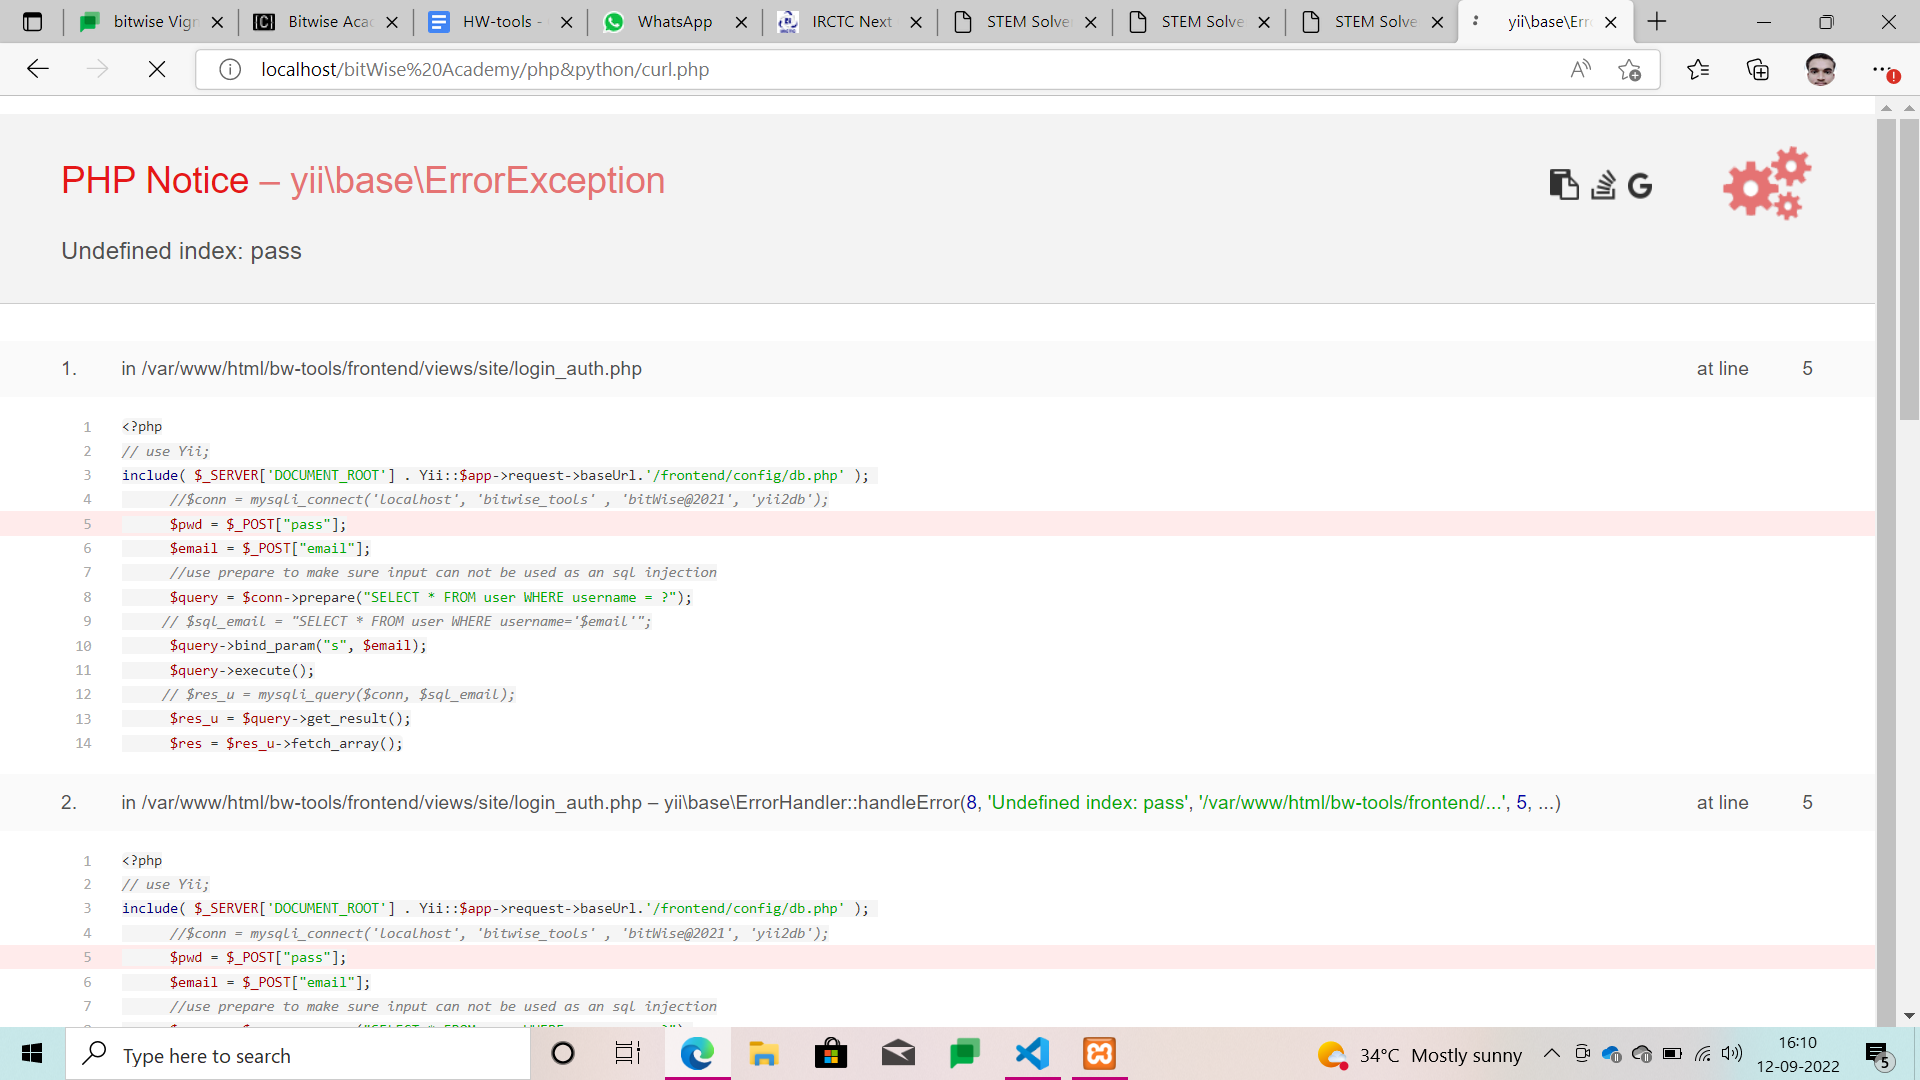 bitwise Vign
Bitwise Acad
HW-tools -
WhatsApp
IRCTC Next
STEM Solve
STEM Solve
STEM Solve
yii\base\Erro
localhost/bitWise%20Academy/php&python/curl.php
PHP Notice – yii\base\ErrorException
Undefined index: pass
1. in /var/www/html/bw-tools/frontend/views/site/login_auth.php at line 5
1 <?php
2 // use Yii;
3 include( $_SERVER['DOCUMENT_ROOT'] . Yii::$app->request->baseUrl.'/frontend/config/db.php' );
4 //$conn = mysqli_connect('localhost', 'bitwise_tools' , 'bitWise@2021', 'yii2db');
5 $pwd = $_POST["pass"];
6 $email = $_POST["email"];
7 //use prepare to make sure input can not be used as an sql injection
8 $query = $conn->prepare("SELECT * FROM user WHERE username = ?");
9 // $sql_email = "SELECT * FROM user WHERE username='$email'";
10 $query->bind_param("s", $email);
11 $query->execute();
12 // $res_u = mysqli_query($conn, $sql_email);
13 $res_u = $query->get_result();
14 $res = $res_u->fetch_array();
2. in /var/www/html/bw-tools/frontend/views/site/login_auth.php – yii\base\ErrorHandler::handleError(8, 'Undefined index: pass', '/var/www/html/bw-tools/frontend/...', 5, ...) at line 5
1 <?php
2 // use Yii;
3 include( $_SERVER['DOCUMENT_ROOT'] . Yii::$app->request->baseUrl.'/frontend/config/db.php' );
4 //$conn = mysqli_connect('localhost', 'bitwise_tools' , 'bitWise@2021', 'yii2db');
5 $pwd = $_POST["pass"];
6 $email = $_POST["email"];
7 //use prepare to make sure input can not be used as an sql injection
Type here to search
34°C Mostly sunny
16:10
12-09-2022
5